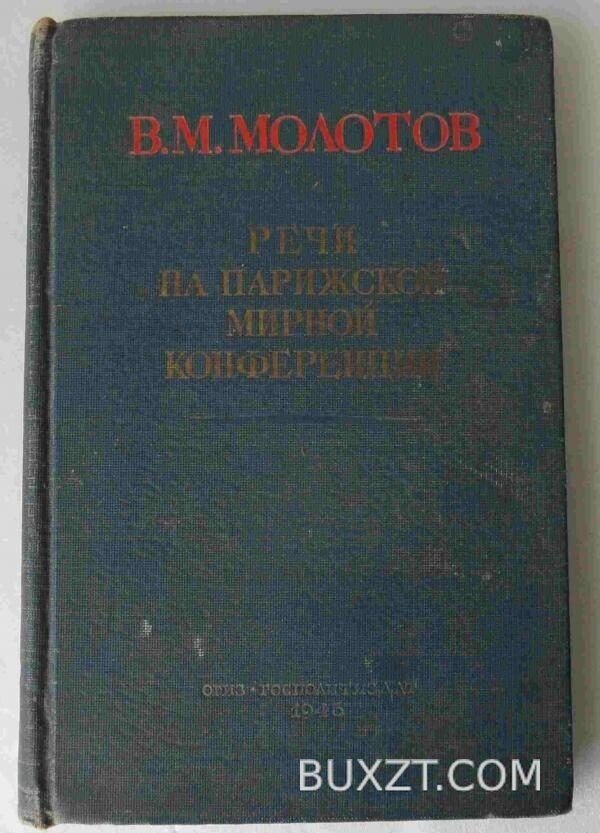 В.М. МОЛОТОВ
РЕЧИ
НА ПАРИЖСКОЙ
МИРНОЙ
КОНФЕРЕНЦИИ
ОГИЗ • ГОСПОЛИТИЗДАТ
1946
BUXZT.COM